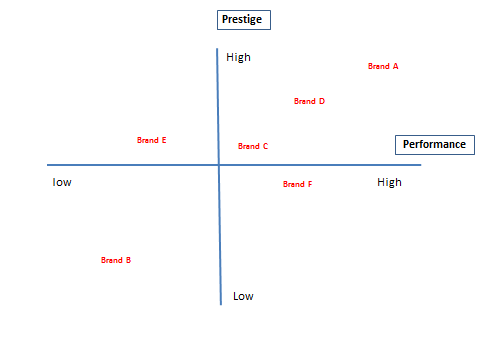 Prestige
High
Brand A
Brand D
Brand E
Brand C
Performance
low
Brand F
High
Brand B
Low